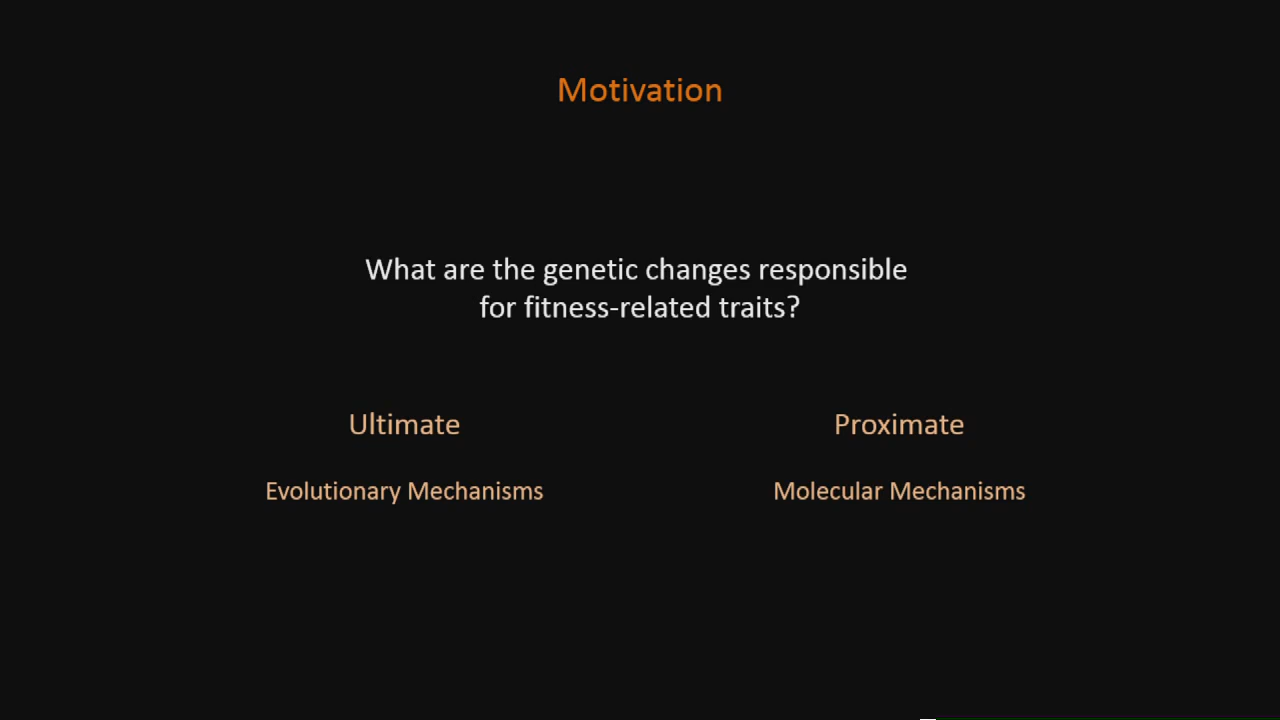 Motivation
What are the genetic changes responsible
for fitness-related traits?
Ultimate
Proximate
Evolutionary Mechanisms
Molecular Mechanisms